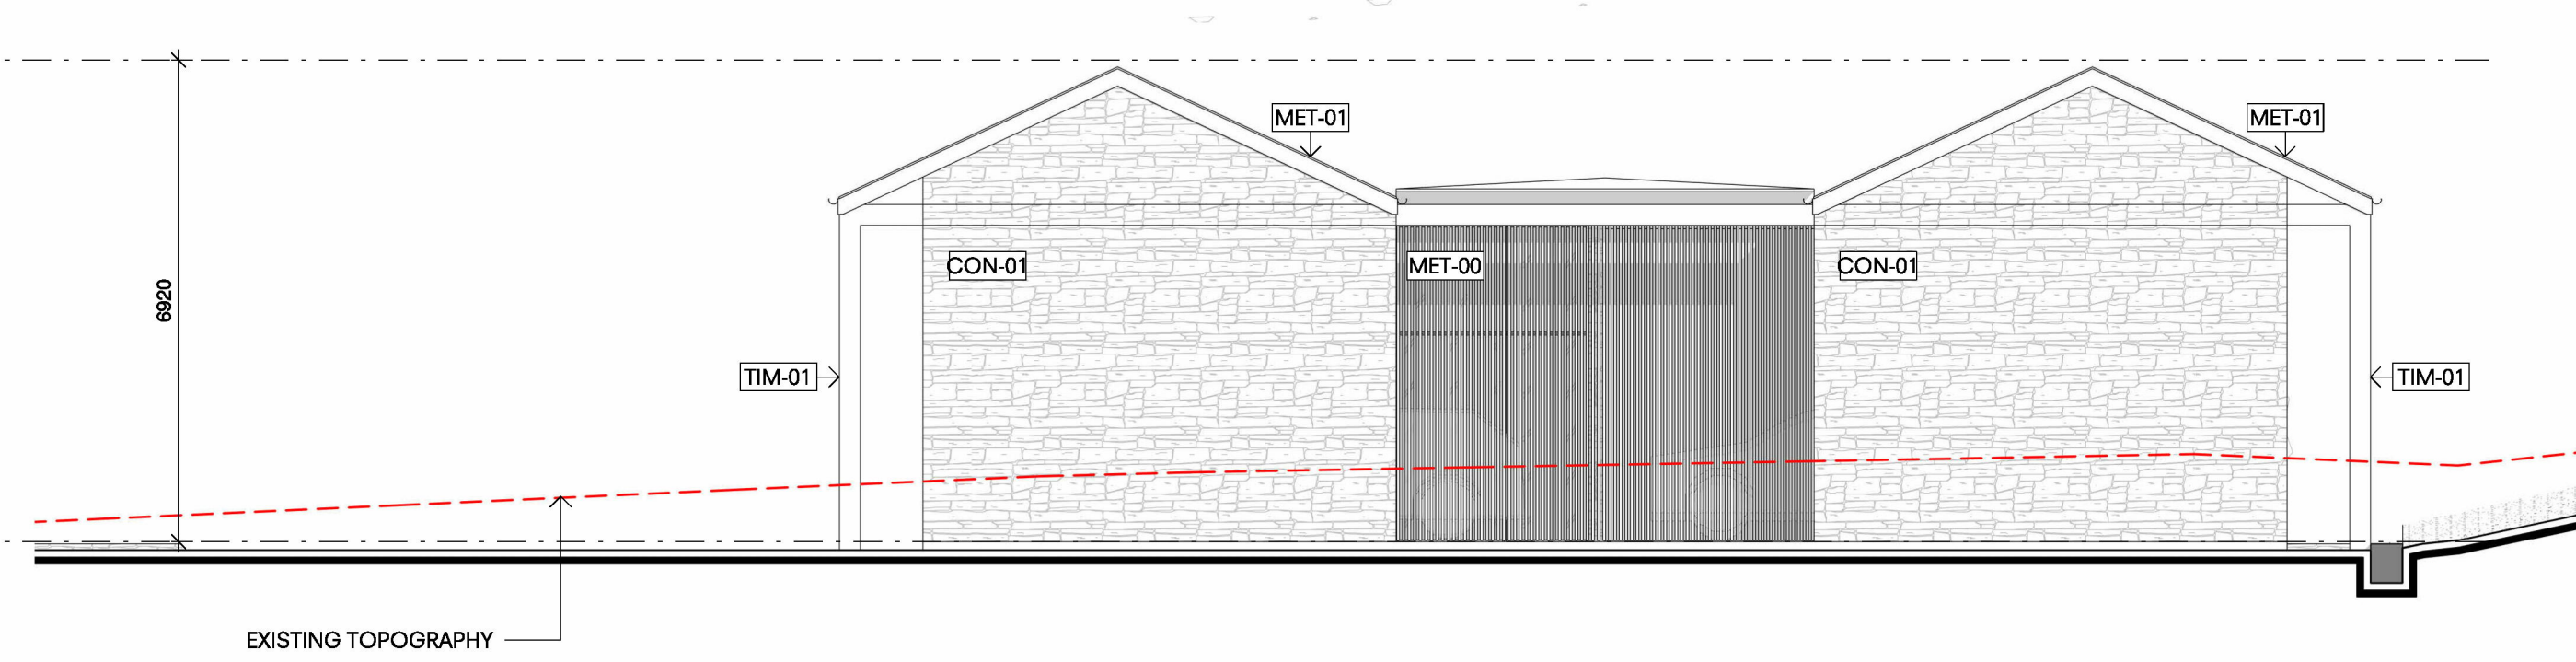 MET-01
MET-01
CON-01
MET-00
CON-01
6920
TIM-01
TIM-01
EXISTING TOPOGRAPHY